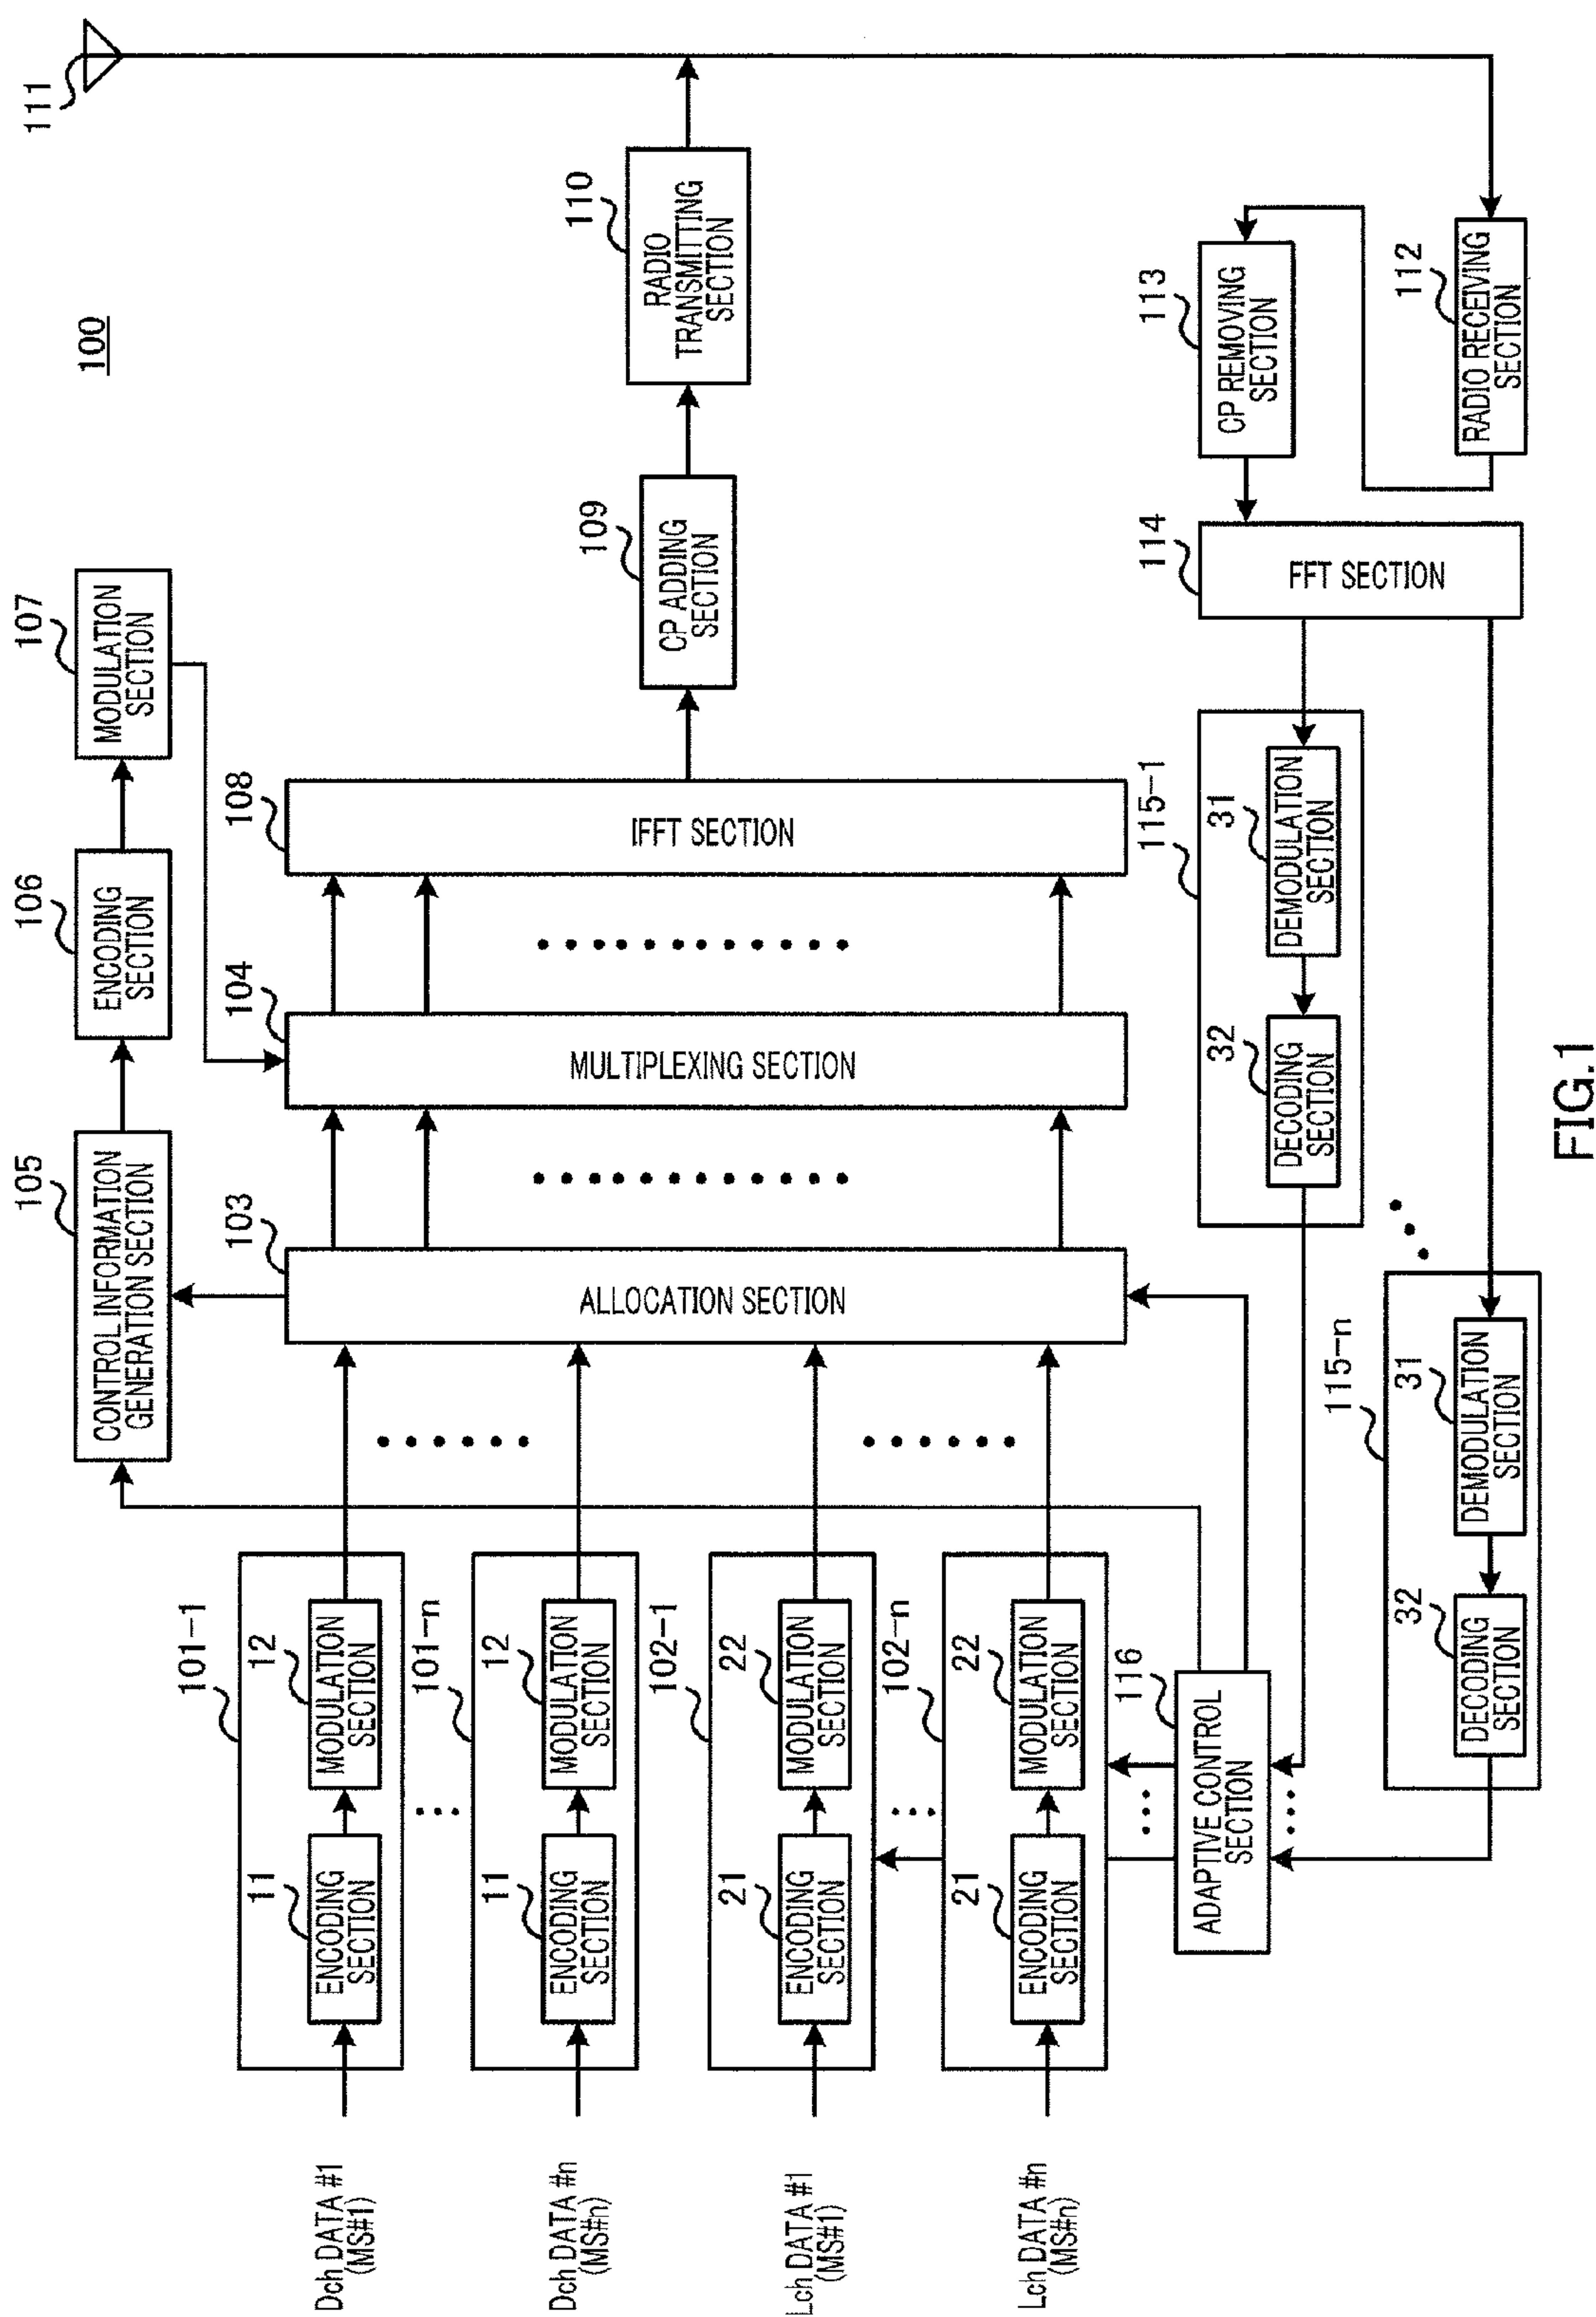 100
111
105
CONTROL INFORMATION
GENERATION SECTION
106
ENCODING
SECTION
107
MODULATION
SECTION
101-1
11
ENCODING
SECTION
12
MODULATION
SECTION
Dch DATA #1
(MS#1)
101-n
11
ENCODING
SECTION
12
MODULATION
SECTION
Dch DATA #n
(MS#n)
102-1
21
ENCODING
SECTION
22
MODULATION
SECTION
Lch DATA #1
(MS#1)
102-n
21
ENCODING
SECTION
22
MODULATION
SECTION
Lch DATA #n
(MS#n)
103
ALLOCATION SECTION
104
MULTIPLEXING SECTION
108
IFFT SECTION
109
CP ADDING
SECTION
110
RADIO
TRANSMITTING
SECTION
116
ADAPTIVE CONTROL
SECTION
115-1
32
DECODING
SECTION
31
DEMODULATION
SECTION
114
FFT SECTION
113
CP REMOVING
SECTION
112
RADIO RECEIVING
SECTION
115-n
32
DECODING
SECTION
31
DEMODULATION
SECTION
FIG.1